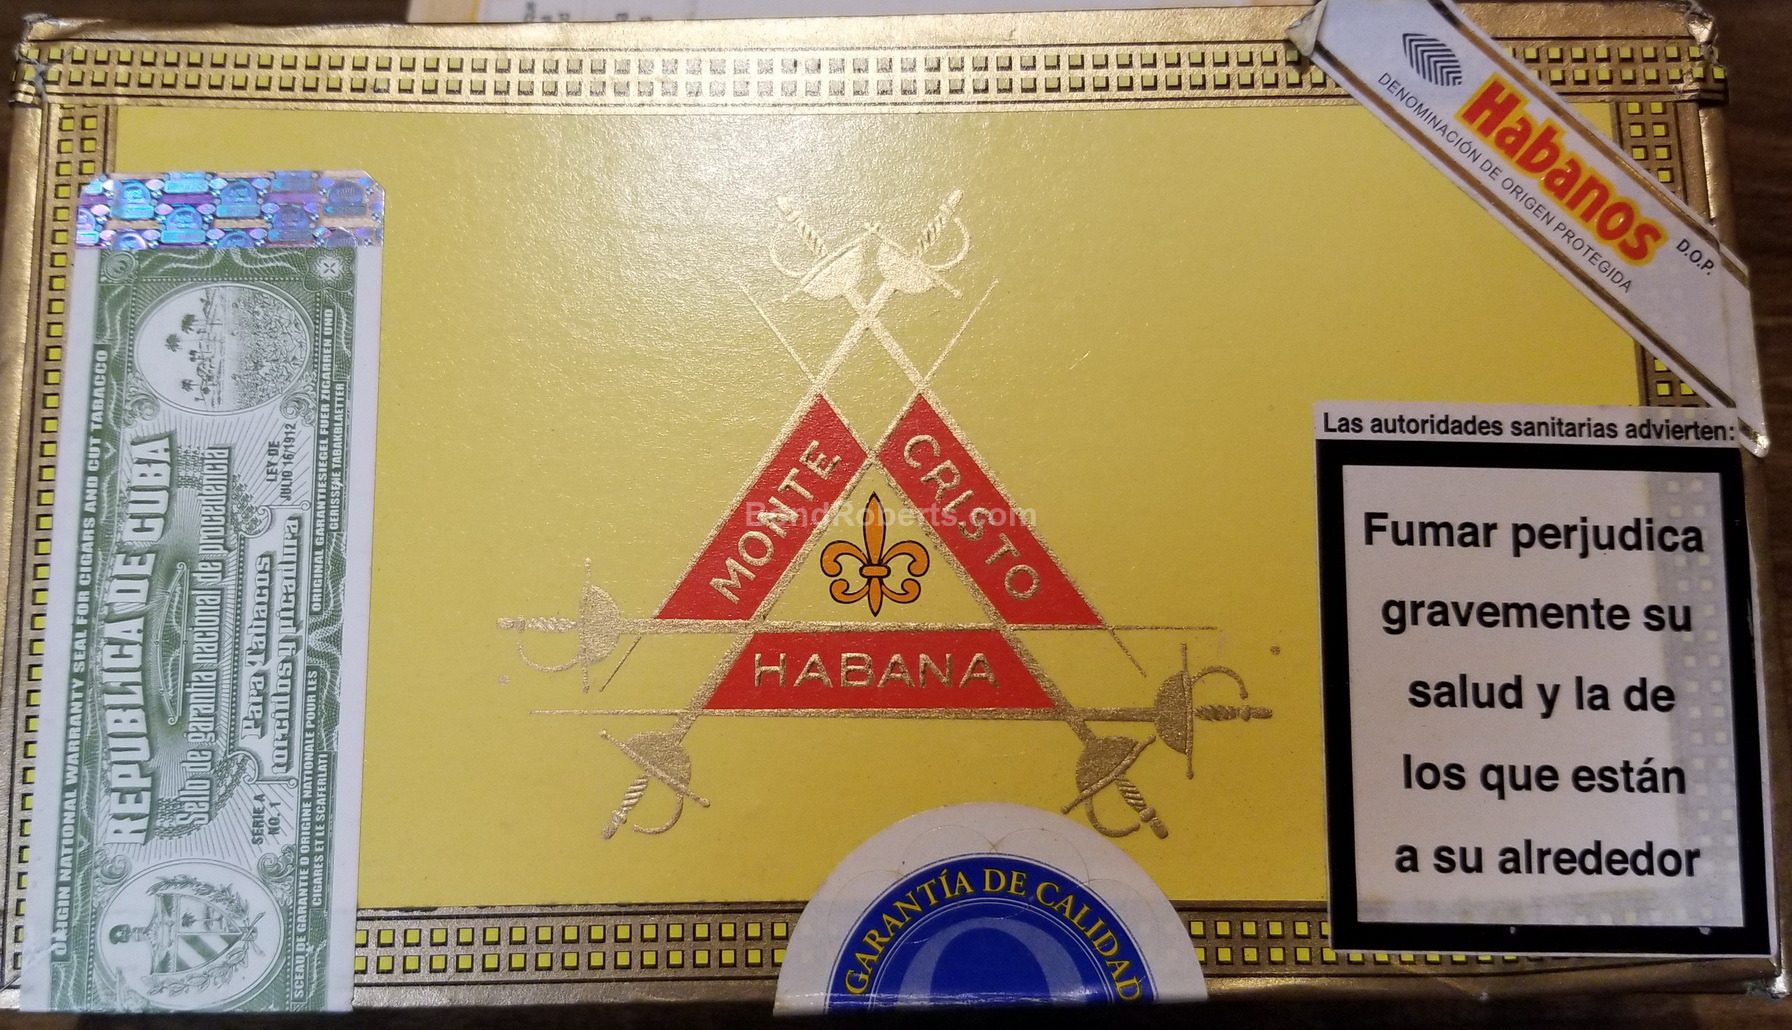 Habanos
DENOMINACIÓN DE ORIGEN PROTEGIDA
D.O.P.
ORIGIN NATIONAL WARRANTY SEAL FOR CIGARS AND CUT TABACCO
REPUBLICA DE CUBA
Sello de garantia nacional de procedencia
Para Tabacos
torcidos y picadura
LEY DE
JULIO 16/1912
SERIE A
NO. 1
ORIGINAL GARANTIESIEGEL FUER ZIGARREN UND
GERISSENE TABAKBLAETTER
SCEAU DE GARANTIE D'ORIGINE NATIONALE POUR LES
CIGARES ET LE SCAFERLATI
MONTE
CRISTO
HABANA
BondRoberts.com
Las autoridades sanitarias advierten:
Fumar perjudica
gravemente su
salud y la de
los que están
a su alrededor
GARANTÍA DE CALIDAD